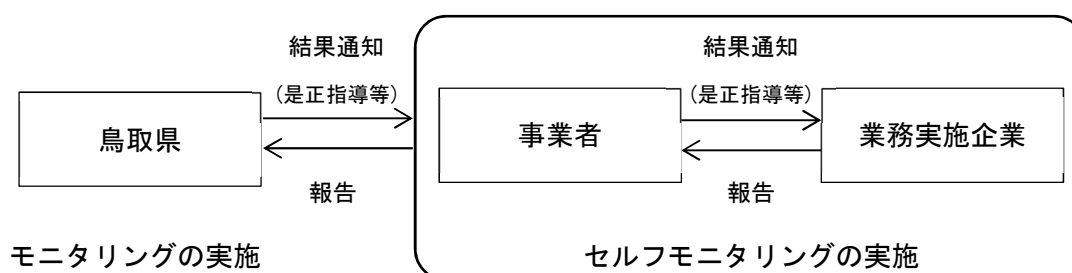 結果通知
(是正指導等)
鳥取県
報告
モニタリングの実施
結果通知
(是正指導等)
事業者
業務実施企業
報告
セルフモニタリングの実施